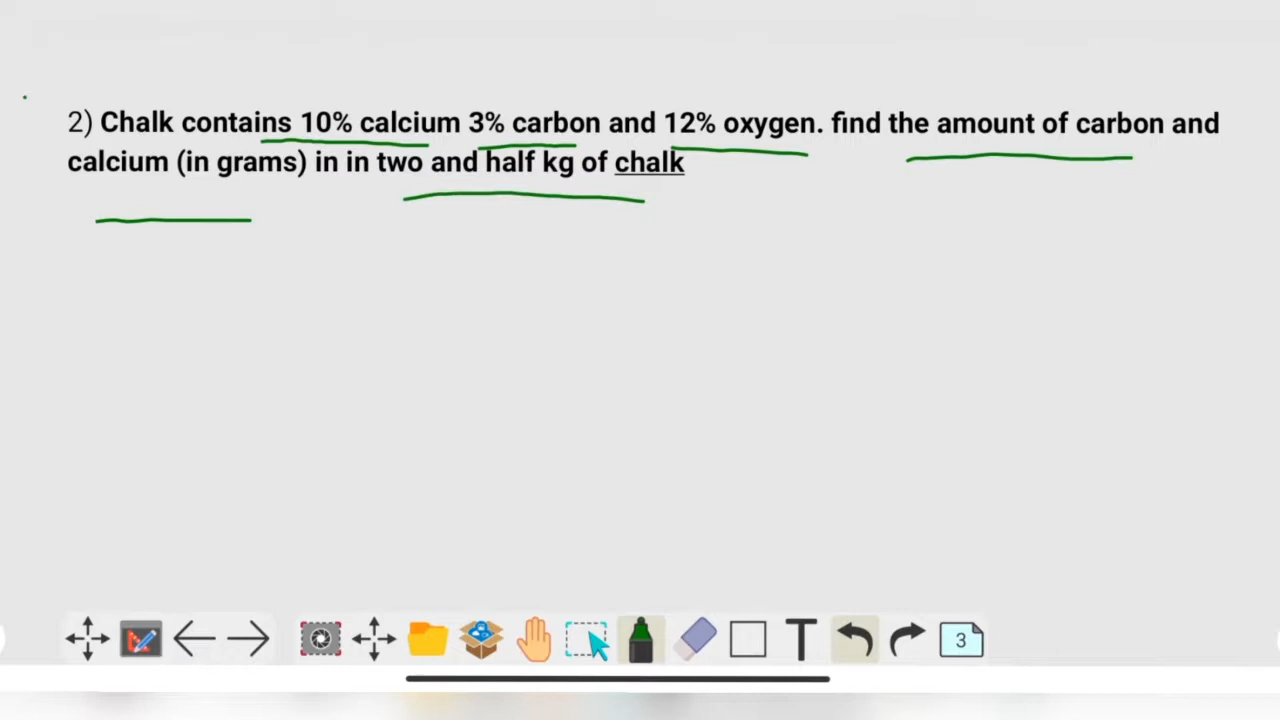 2) Chalk contains 10% calcium 3% carbon and 12% oxygen. find the amount of carbon and
calcium (in grams) in in two and half kg of chalk
T
3